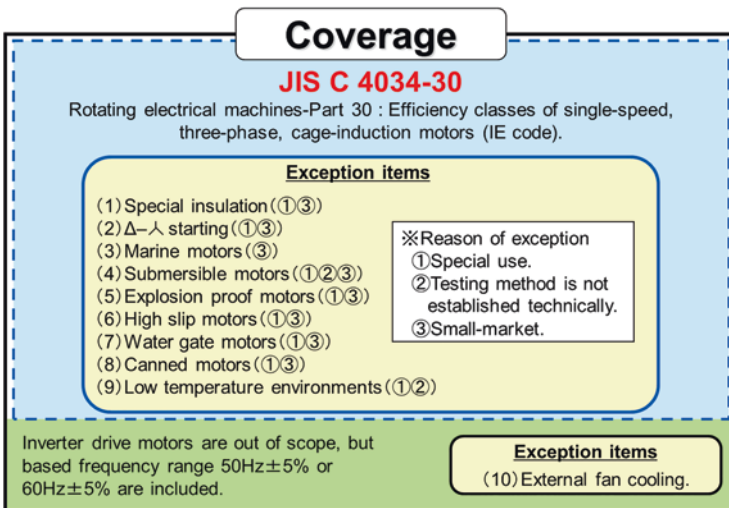 Coverage
JIS C 4034-30
Rotating electrical machines-Part 30 : Efficiency classes of single-speed,
three-phase, cage-induction motors (IE code).
Exception items
(1)Special insulation(①③)
(2)Δ–⅄ starting(①③)
(3)Marine motors(③)
(4)Submersible motors(①②③)
(5)Explosion proof motors(①③)
(6)High slip motors(①③)
(7)Water gate motors(①③)
(8)Canned motors(①③)
(9)Low temperature environments(①②)
※Reason of exception
①Special use.
②Testing method is not
established technically.
③Small-market.
Inverter drive motors are out of scope, but
based frequency range 50Hz±5% or
60Hz±5% are included.
Exception items
(10)External fan cooling.